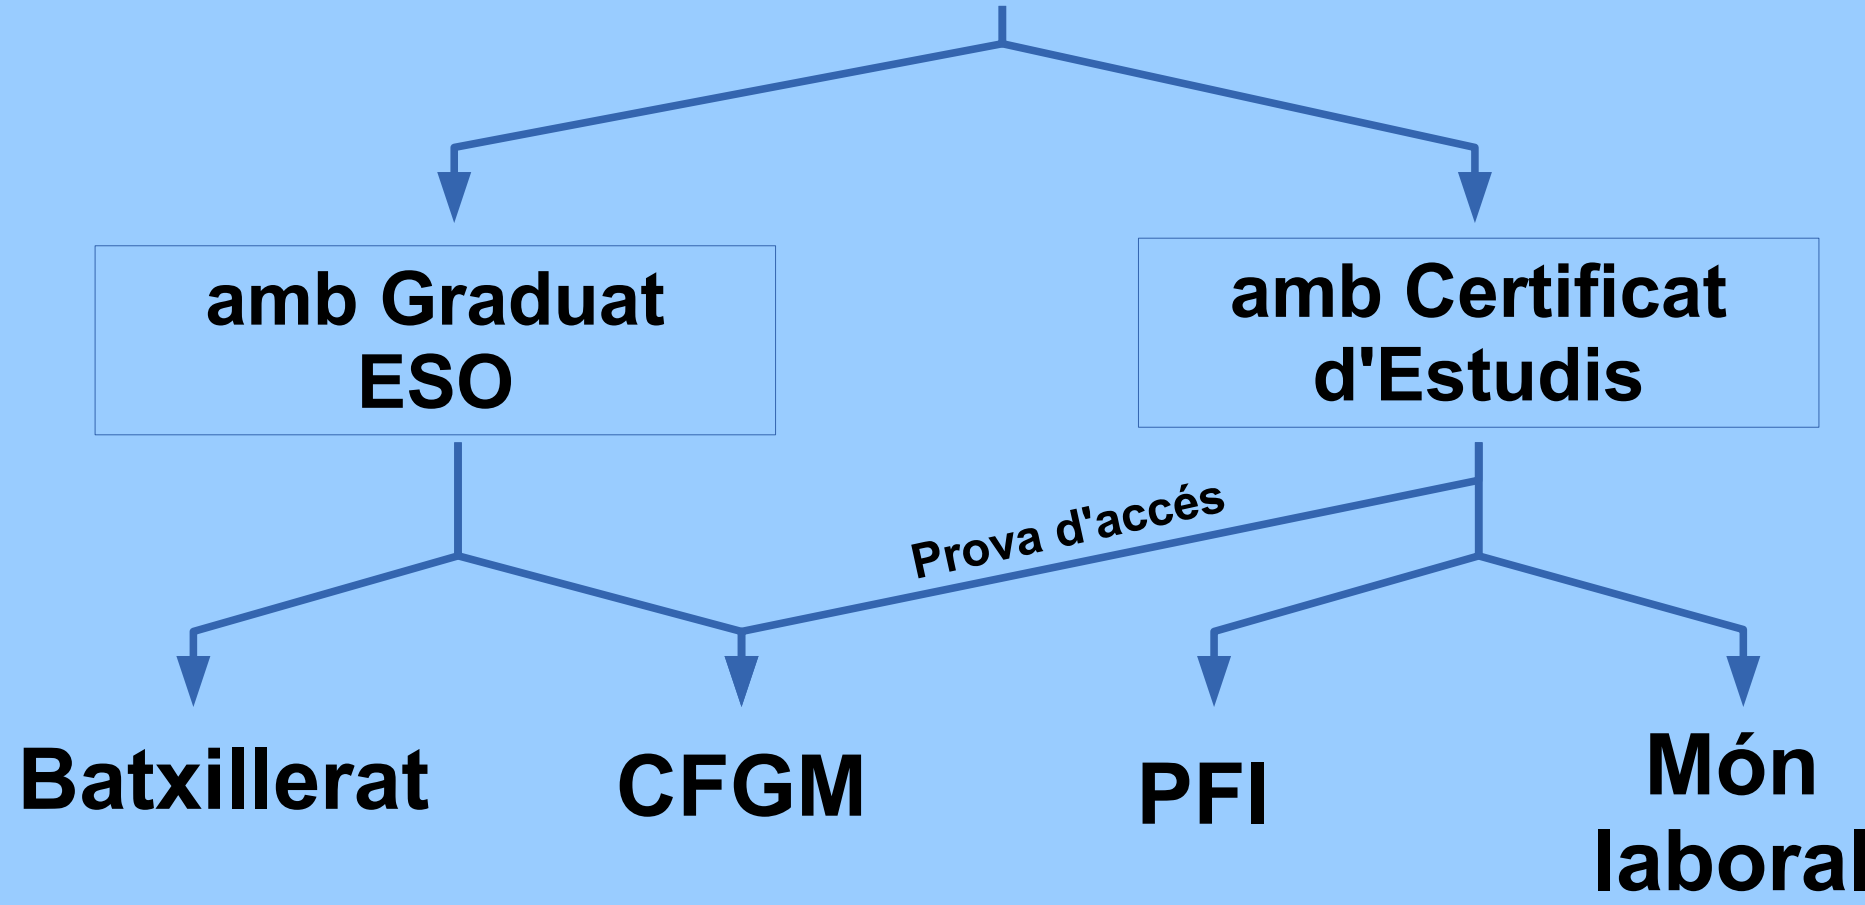 amb Graduat
ESO
amb Certificat
d'Estudis
Prova d'accés
Batxillerat
CFGM
PFI
Món
laboral